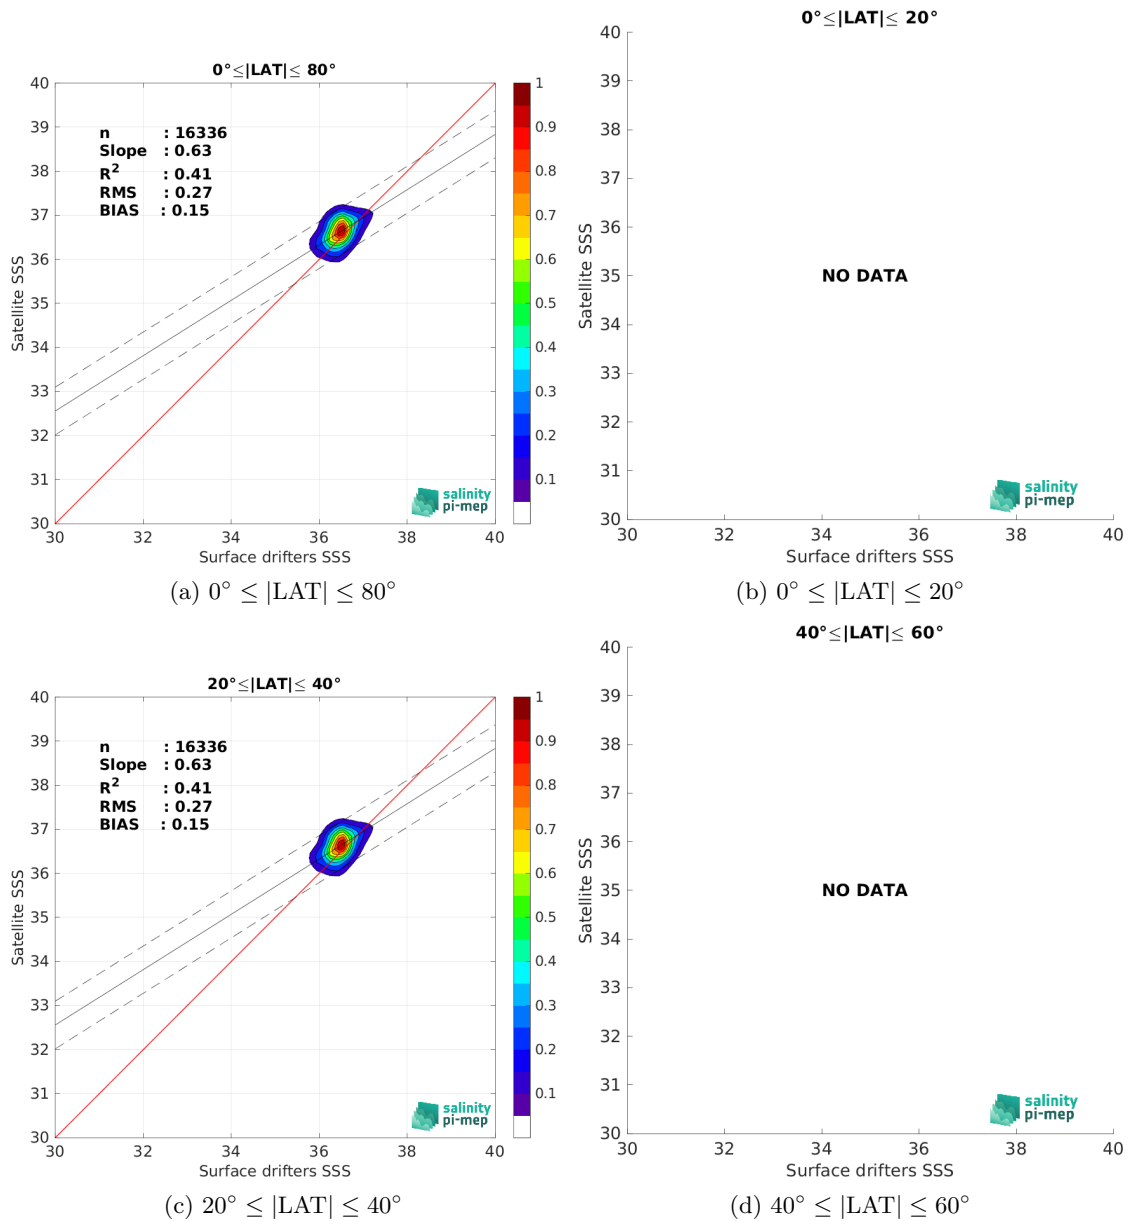 0°≤|LAT|≤ 80°
40
39
38
37
36
35
34
33
32
31
30
Satellite SSS
n : 16336
Slope : 0.63
R² : 0.41
RMS : 0.27
BIAS : 0.15
salinity
pi-mep
30 32 34 36 38 40
Surface drifters SSS
1
0.9
0.8
0.7
0.6
0.5
0.4
0.3
0.2
0.1
(a) 0° ≤ |LAT| ≤ 80°
0°≤|LAT|≤ 20°
40
39
38
37
36
35
34
33
32
31
30
Satellite SSS
NO DATA
salinity
pi-mep
30 32 34 36 38 40
Surface drifters SSS
(b) 0° ≤ |LAT| ≤ 20°
20°≤|LAT|≤ 40°
40
39
38
37
36
35
34
33
32
31
30
Satellite SSS
n : 16336
Slope : 0.63
R² : 0.41
RMS : 0.27
BIAS : 0.15
salinity
pi-mep
30 32 34 36 38 40
Surface drifters SSS
1
0.9
0.8
0.7
0.6
0.5
0.4
0.3
0.2
0.1
(c) 20° ≤ |LAT| ≤ 40°
40°≤|LAT|≤ 60°
40
39
38
37
36
35
34
33
32
31
30
Satellite SSS
NO DATA
salinity
pi-mep
30 32 34 36 38 40
Surface drifters SSS
(d) 40° ≤ |LAT| ≤ 60°